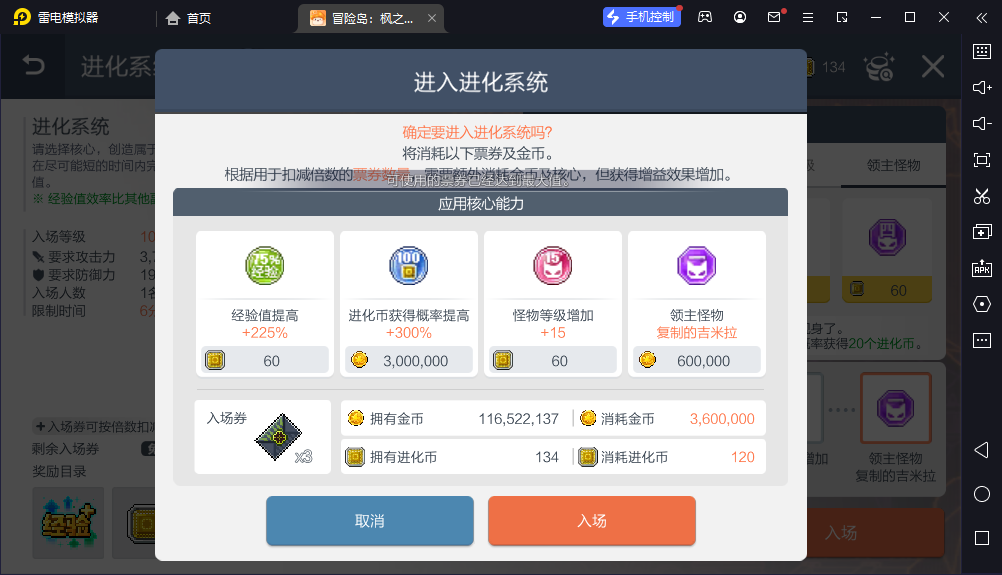 雷电模拟器
首页
冒险岛：枫之...
手机控制
进化系
134
进入进化系统
确定要进入进化系统吗?
将消耗以下票券及金币。
根据用于扣减倍数的票券数量，需要额外消耗金币及核心，但获得增益效果增加。
可使用的票券已经达到最大值。
应用核心能力
75%
经验
100
15
经验值提高
进化币获得概率提高
怪物等级增加
领主怪物
+225%
+300%
+15
复制的吉米拉
60
3,000,000
60
600,000
入场券
x3
拥有金币
116,522,137
消耗金币
3,600,000
拥有进化币
134
消耗进化币
120
取消
入场
进化系统
请选择核心，创造属于
在尽可能短的时间内完
值。
※ 经验值效率比其他
入场等级
10
要求攻击力
3,7
要求防御力
19
入场人数
1名
限制时间
6分
+入场券可按倍数扣
剩余入场券
奖励目录
经验
领主怪物
60
身了。
率获得20个进化币。
增加
领主怪物
复制的吉米拉
入场
APK